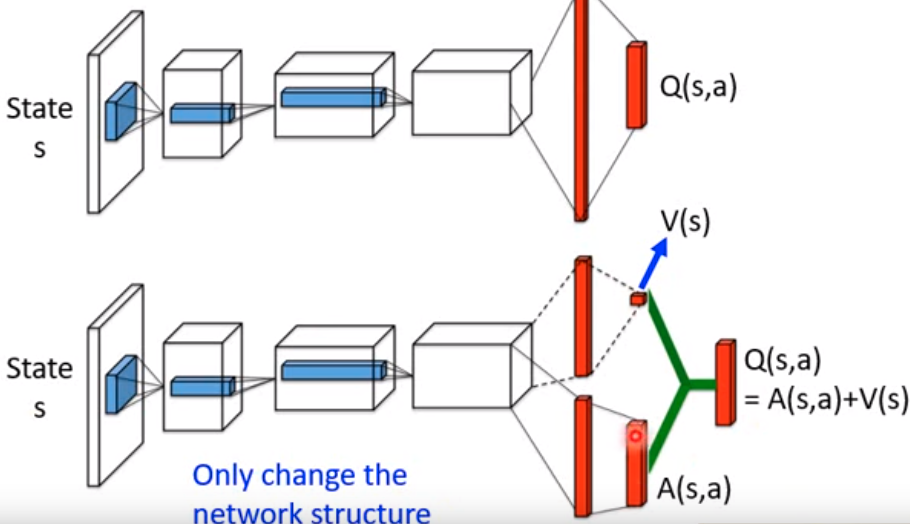 State
s
Q(s,a)
V(s)
State
s
Q(s,a)
= A(s,a)+V(s)
A(s,a)
Only change the
network structure